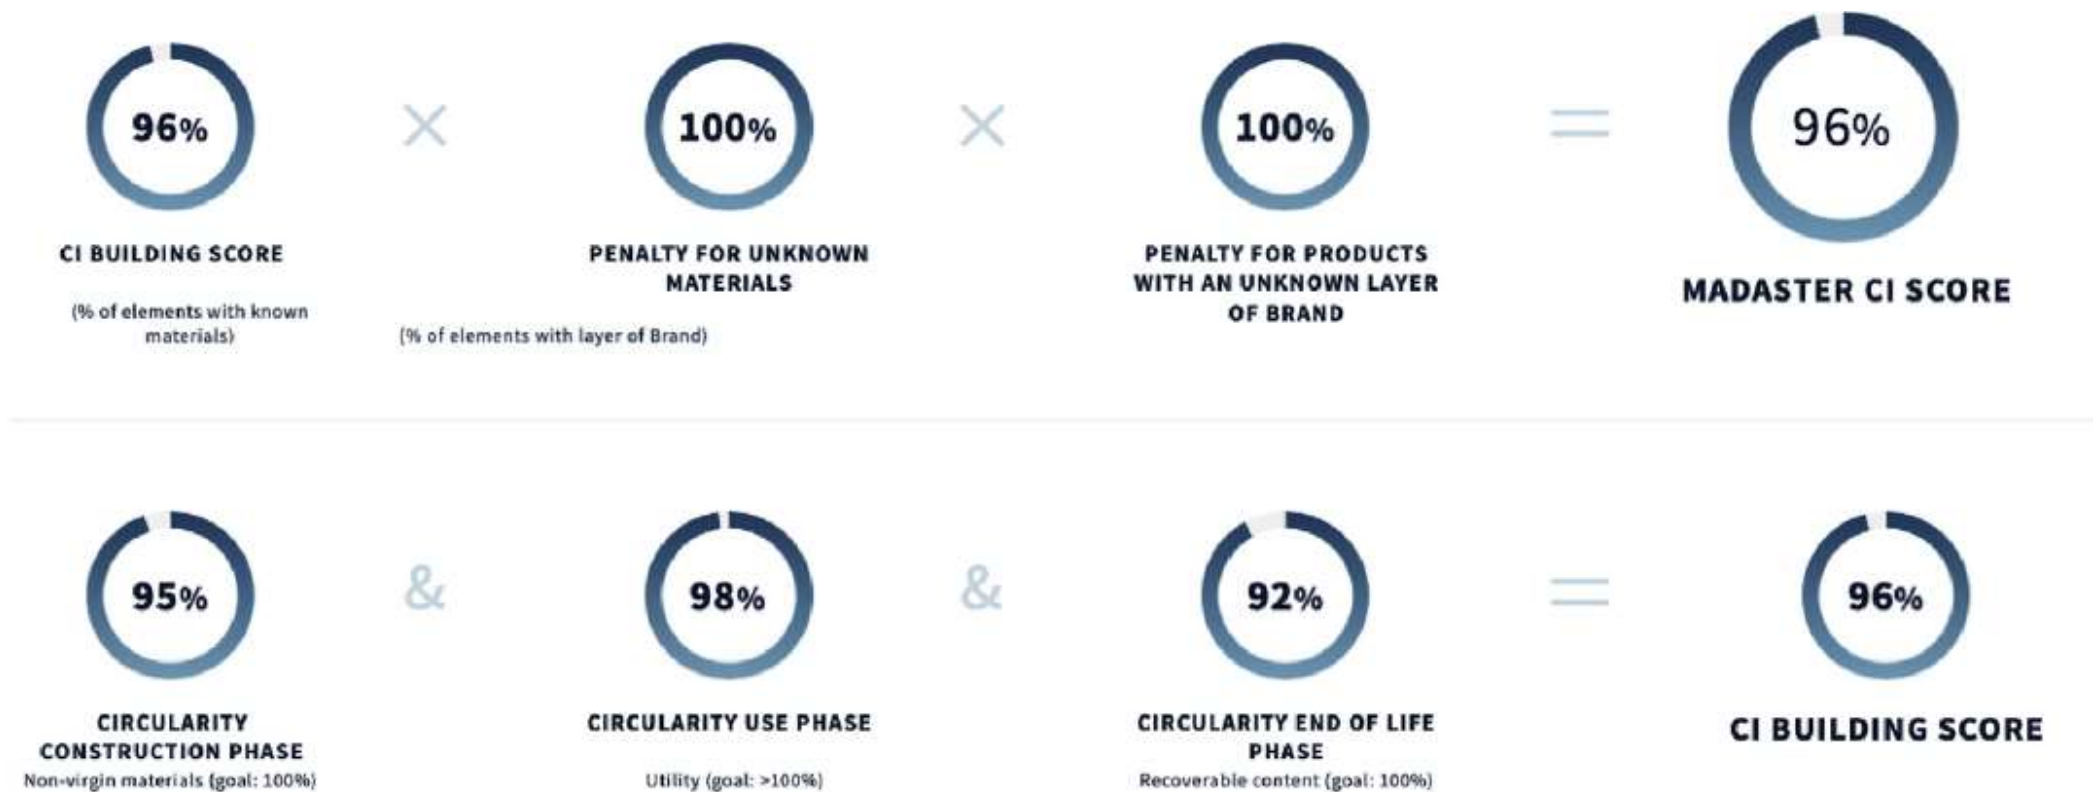 96% × 100% × 100% = 96%
CI BUILDING SCORE
(% of elements with known
materials)
PENALTY FOR UNKNOWN
MATERIALS
(% of elements with layer of Brand)
PENALTY FOR PRODUCTS
WITH AN UNKNOWN LAYER
OF BRAND
MADASTER CI SCORE
95% & 98% & 92% = 96%
CIRCULARITY
CONSTRUCTION PHASE
Non-virgin materials (goal: 100%)
CIRCULARITY USE PHASE
Utility (goal: >100%)
CIRCULARITY END OF LIFE
PHASE
Recoverable content (goal: 100%)
CI BUILDING SCORE